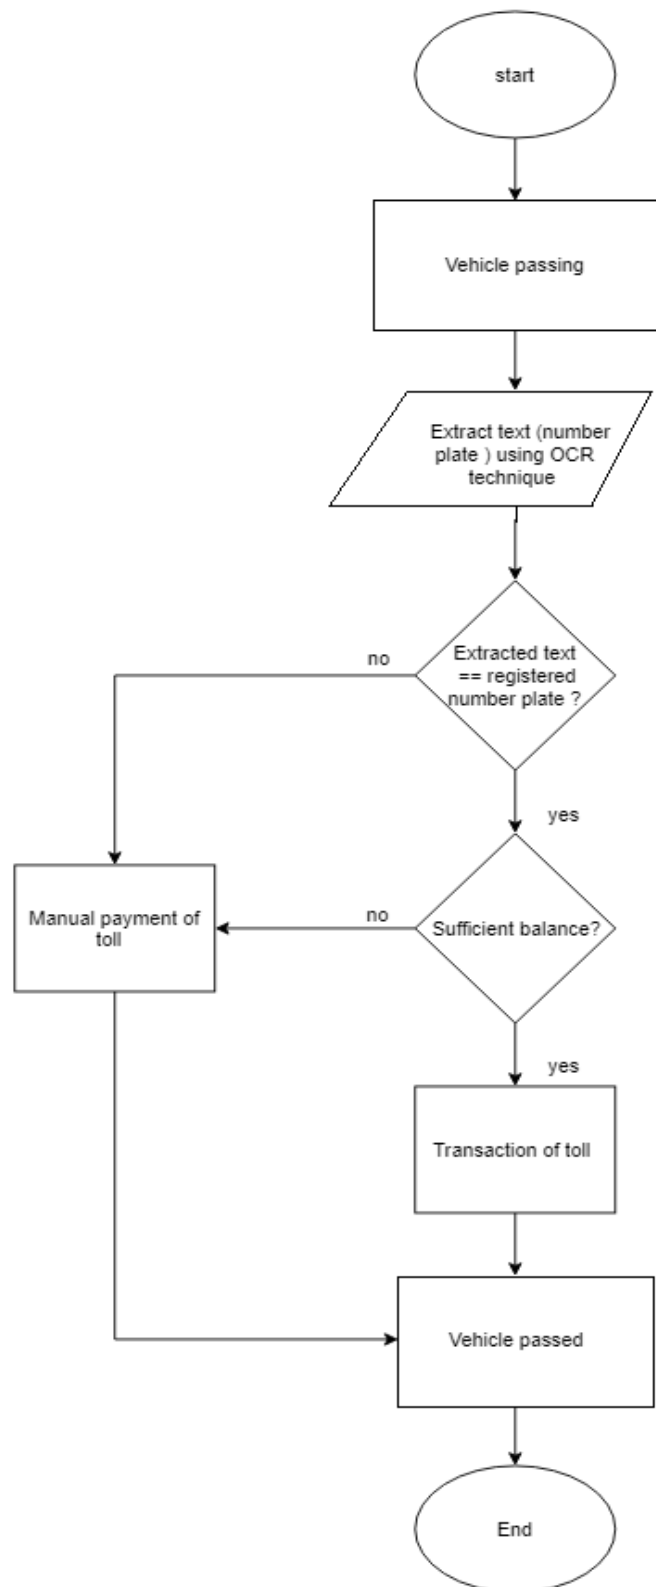 start
Vehicle passing
Extract text (number
plate ) using OCR
technique
Extracted text
== registered
number plate ?
no
yes
Manual payment of
toll
no
Sufficient balance?
yes
Transaction of toll
Vehicle passed
End